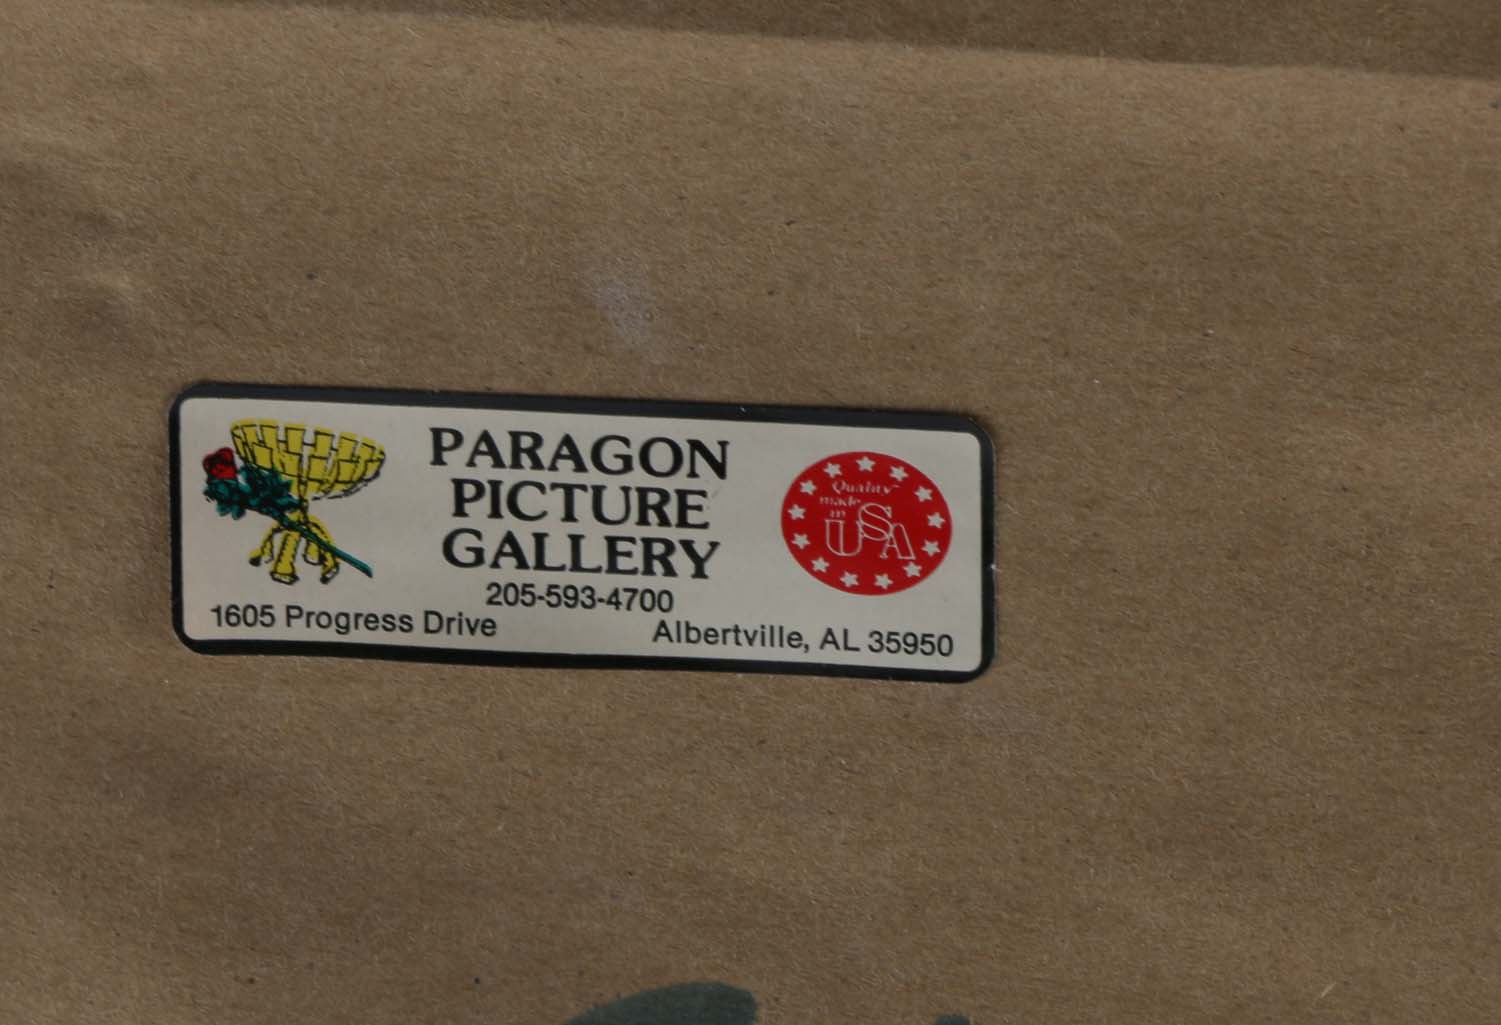 PARAGON
PICTURE
GALLERY
205-593-4700
1605 Progress Drive Albertville, AL 35950
Quality
made
in
USA